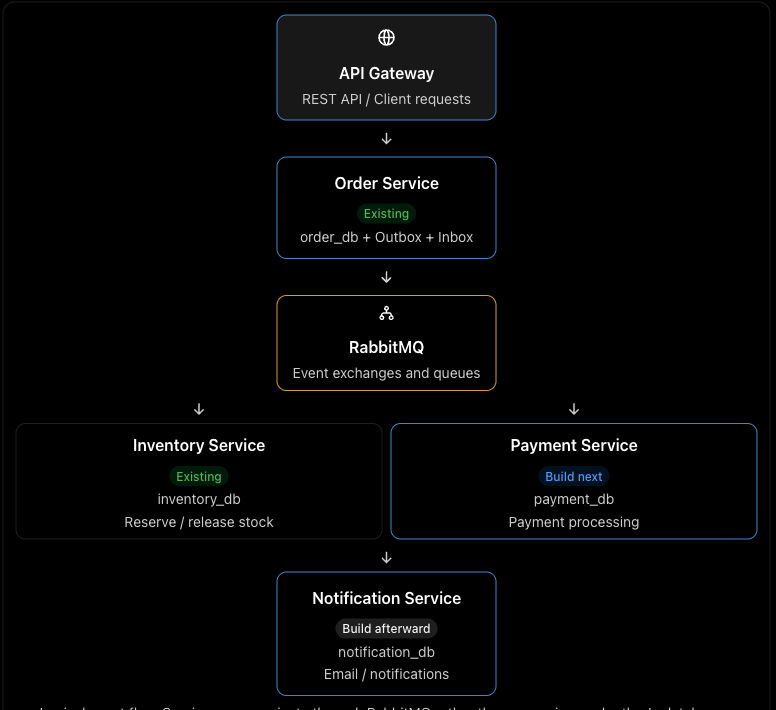 API Gateway
REST API / Client requests
Order Service
Existing
order_db + Outbox + Inbox
RabbitMQ
Event exchanges and queues
Inventory Service
Existing
inventory_db
Reserve / release stock
Payment Service
Build next
payment_db
Payment processing
Notification Service
Build afterward
notification_db
Email / notifications